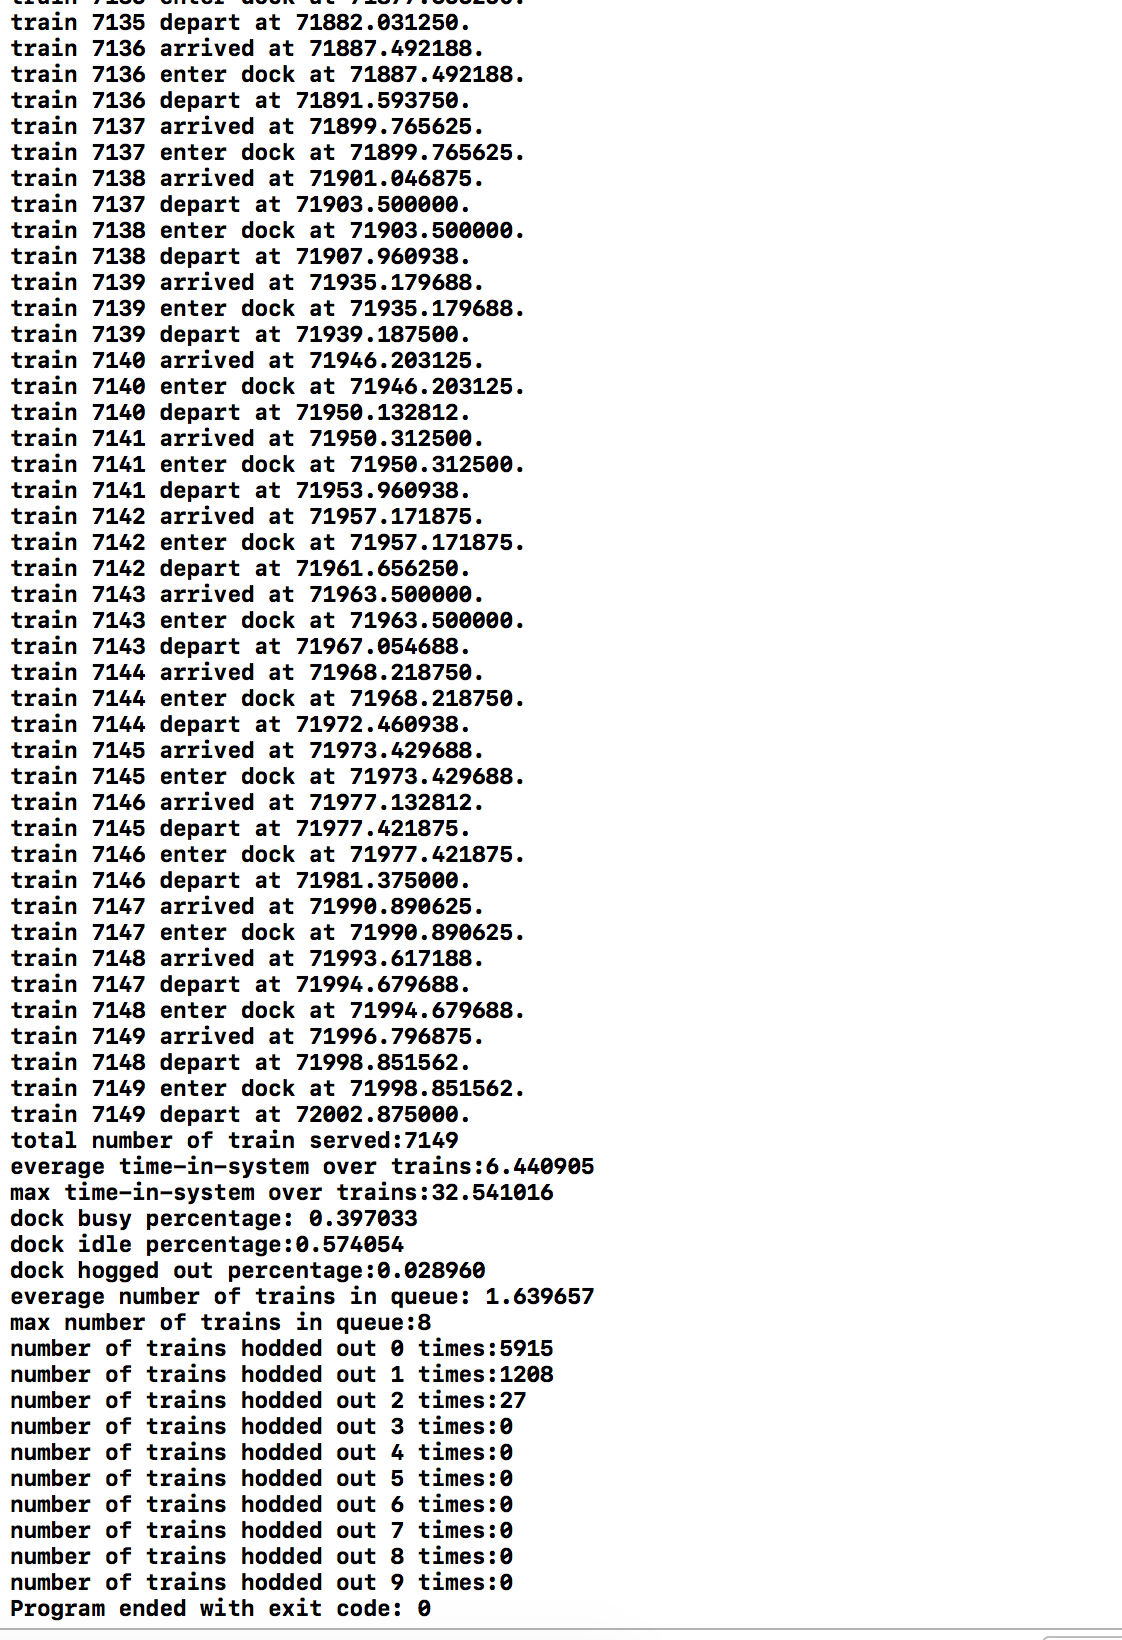 train 7135 depart at 71882.031250.
train 7136 arrived at 71887.492188.
train 7136 enter dock at 71887.492188.
train 7136 depart at 71891.593750.
train 7137 arrived at 71899.765625.
train 7137 enter dock at 71899.765625.
train 7138 arrived at 71901.046875.
train 7137 depart at 71903.500000.
train 7138 enter dock at 71903.500000.
train 7138 depart at 71907.960938.
train 7139 arrived at 71935.179688.
train 7139 enter dock at 71935.179688.
train 7139 depart at 71939.187500.
train 7140 arrived at 71946.203125.
train 7140 enter dock at 71946.203125.
train 7140 depart at 71950.132812.
train 7141 arrived at 71950.312500.
train 7141 enter dock at 71950.312500.
train 7141 depart at 71953.960938.
train 7142 arrived at 71957.171875.
train 7142 enter dock at 71957.171875.
train 7142 depart at 71961.656250.
train 7143 arrived at 71963.500000.
train 7143 enter dock at 71963.500000.
train 7143 depart at 71967.054688.
train 7144 arrived at 71968.218750.
train 7144 enter dock at 71968.218750.
train 7144 depart at 71972.460938.
train 7145 arrived at 71973.429688.
train 7145 enter dock at 71973.429688.
train 7146 arrived at 71977.132812.
train 7145 depart at 71977.421875.
train 7146 enter dock at 71977.421875.
train 7146 depart at 71981.375000.
train 7147 arrived at 71990.890625.
train 7147 enter dock at 71990.890625.
train 7148 arrived at 71993.617188.
train 7147 depart at 71994.679688.
train 7148 enter dock at 71994.679688.
train 7149 arrived at 71996.796875.
train 7148 depart at 71998.851562.
train 7149 enter dock at 71998.851562.
train 7149 depart at 72002.875000.
total number of train served:7149
everage time-in-system over trains:6.440905
max time-in-system over trains:32.541016
dock busy percentage: 0.397033
dock idle percentage:0.574054
dock hogged out percentage:0.028960
everage number of trains in queue: 1.639657
max number of trains in queue:8
number of trains hodded out 0 times:5915
number of trains hodded out 1 times:1208
number of trains hodded out 2 times:27
number of trains hodded out 3 times:0
number of trains hodded out 4 times:0
number of trains hodded out 5 times:0
number of trains hodded out 6 times:0
number of trains hodded out 7 times:0
number of trains hodded out 8 times:0
number of trains hodded out 9 times:0
Program ended with exit code: 0